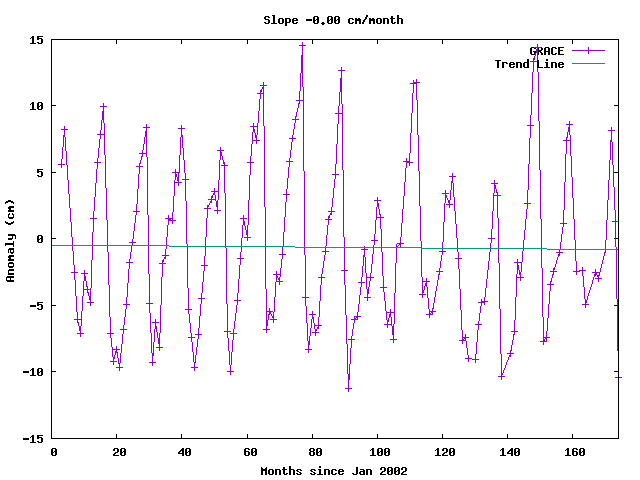 Slope -0.00 cm/month
GRACE
Trend Line
15
10
5
0
-5
-10
-15
Anomaly (cm)
0 20 40 60 80 100 120 140 160
Months since Jan 2002